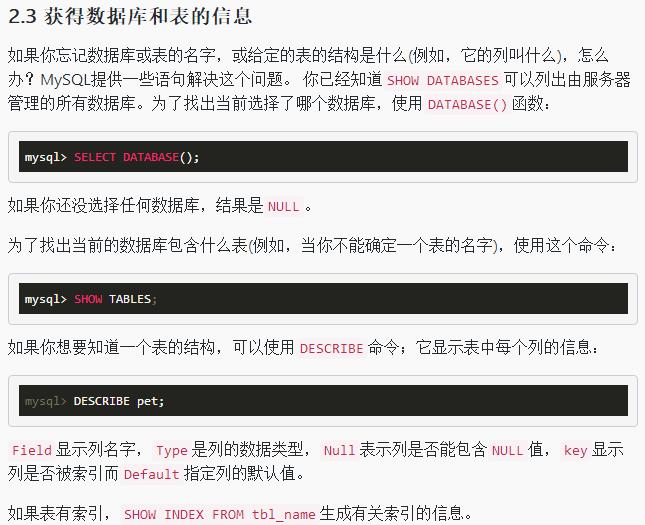 2.3 获得数据库和表的信息
如果你忘记数据库或表的名字，或给定的表的结构是什么(例如，它的列叫什么)，怎么
办？MySQL提供一些语句解决这个问题。 你已经知道 SHOW DATABASES 可以列出由服务器
管理的所有数据库。为了找出当前选择了哪个数据库，使用 DATABASE() 函数：
mysql> SELECT DATABASE();
如果你还没选择任何数据库，结果是 NULL 。
为了找出当前的数据库包含什么表(例如，当你不能确定一个表的名字)，使用这个命令：
mysql> SHOW TABLES;
如果你想要知道一个表的结构，可以使用 DESCRIBE 命令；它显示表中每个列的信息：
mysql> DESCRIBE pet;
Field 显示列名字， Type 是列的数据类型， Null 表示列是否能包含 NULL 值， key 显示
列是否被索引而 Default 指定列的默认值。
如果表有索引， SHOW INDEX FROM tbl_name 生成有关索引的信息。